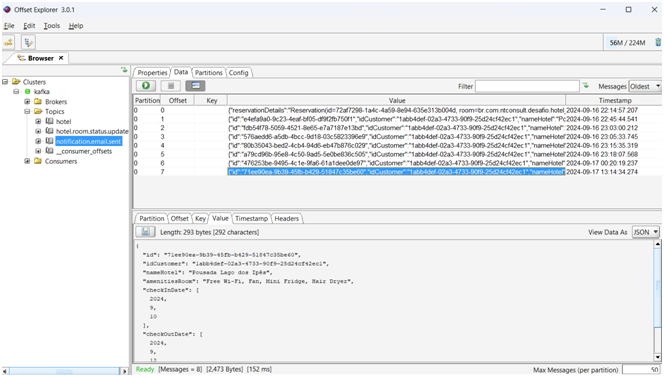 Offset Explorer 3.0.1
File Edit Tools Help
56M / 224M
Browser
Clusters
kafka
Brokers
Topics
hotel
hotel.room.status.update
notification.email.sent
__consumer_offsets
Consumers
Properties Data Partitions Config
Filter Messages Oldest
Partition Offset Key Value Timestamp
0 0 {"reservationDetails":"Reservation(id=72af7298-1a4c-4a59-8e94-635e313b004d, room=br.com.ntconsult.desafio.hotel 2024-09-16 22:14:57.207
0 1 {"id":"e4efa9a0-9c23-4eaf-bf05-df9f2fb750f1","idCustomer":"1abb4def-02a3-4733-90f9-25d24cf42ec1","nameHotel":"Pc 2024-09-16 22:45:44.541
0 2 {"id":"fdb54f78-5059-4521-8e65-e7a7187e13bd","idCustomer":"1abb4def-02a3-4733-90f9-25d24cf42ec1","nameHotel" 2024-09-16 23:03:00.212
0 3 {"id":"576aedd6-a5db-4bcc-9d18-03c5823396e9","idCustomer":"1abb4def-02a3-4733-90f9-25d24cf42ec1","nameHotel" 2024-09-16 23:05:33.745
0 4 {"id":"80b35043-bed2-4cb4-94d6-eb47b876c029","idCustomer":"1abb4def-02a3-4733-90f9-25d24cf42ec1","nameHotel" 2024-09-16 23:15:35.319
0 5 {"id":"a79cd96b-95e8-4c50-9ad5-5e0be836c505","idCustomer":"1abb4def-02a3-4733-90f9-25d24cf42ec1","nameHotel" 2024-09-16 23:18:07.568
0 6 {"id":"476253be-9495-4c1e-9fa6-61a1dee0de97","idCustomer":"1abb4def-02a3-4733-90f9-25d24cf42ec1","nameHotel" 2024-09-17 00:20:19.237
0 7 {"id":"71ee90ea-9b39-45fb-b429-51847c35be60","idCustomer":"1abb4def-02a3-4733-90f9-25d24cf42ec1","nameHotel" 2024-09-17 13:14:34.274
Partition Offset Key Value Timestamp Headers
Length: 293 bytes [292 characters] View Data As JSON
{
"id": "71ee90ea-9b39-45fb-b429-51847c35be60",
"idCustomer": "1abb4def-02a3-4733-90f9-25d24cf42ec1",
"nameHotel": "Pousada Lago dos Ipês",
"amenitiesRoom": "Free Wi-Fi, Fan, Mini Fridge, Hair Dryer",
"checkInDate": [
2024,
9,
10
],
"checkOutDate": [
2024,
9,
12
Ready [Messages = 8] [2,473 Bytes] [152 ms] Max Messages (per partition) 50